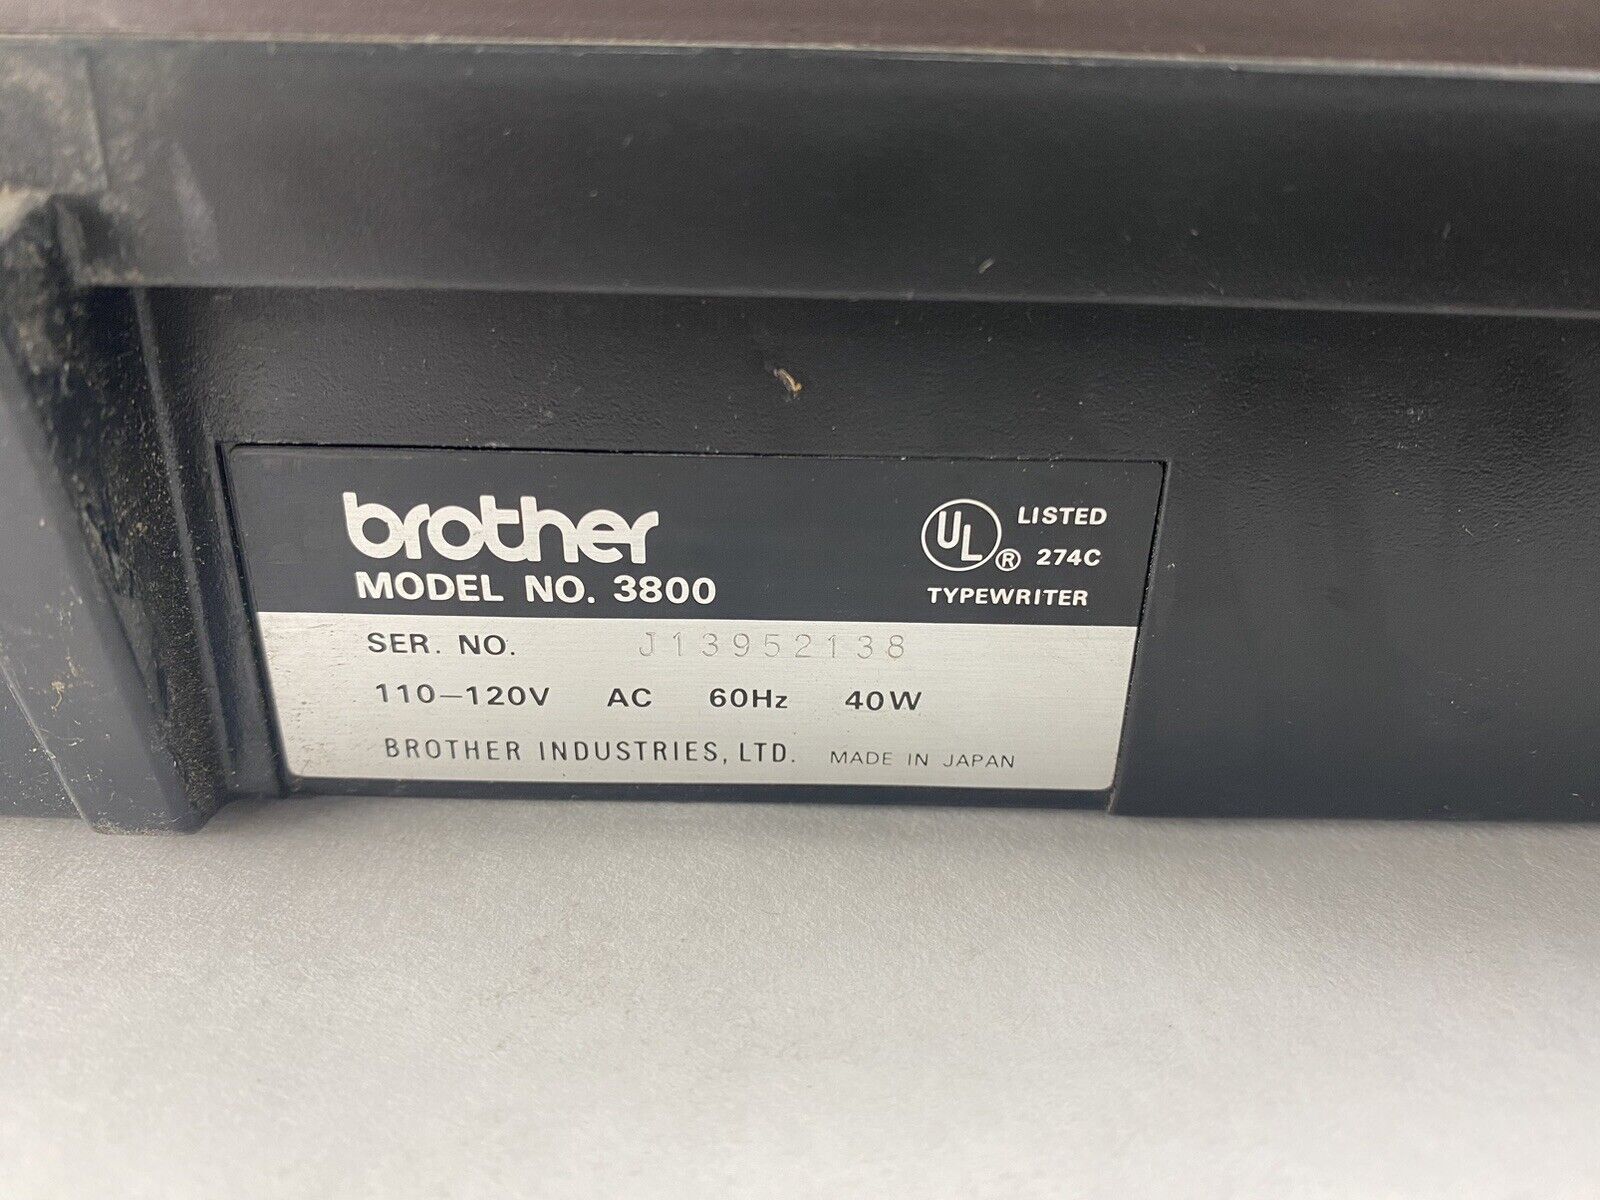 brother
MODEL NO. 3800
UL ® LISTED
274C
TYPEWRITER
SER. NO. J13952138
110–120V AC 60Hz 40W
BROTHER INDUSTRIES, LTD. MADE IN JAPAN